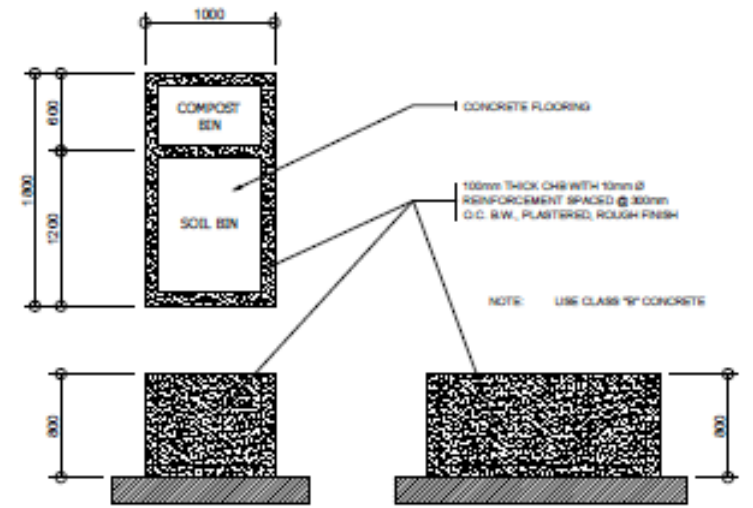 1000
600
1200
1800
COMPOST
BIN
SOIL BIN
CONCRETE FLOORING
100mm THICK CHB WITH 10mm Ø
REINFORCEMENT SPACED @ 300mm
O.C. B.W., PLASTERED, ROUGH FINISH
NOTE: USE CLASS "B" CONCRETE
800
800